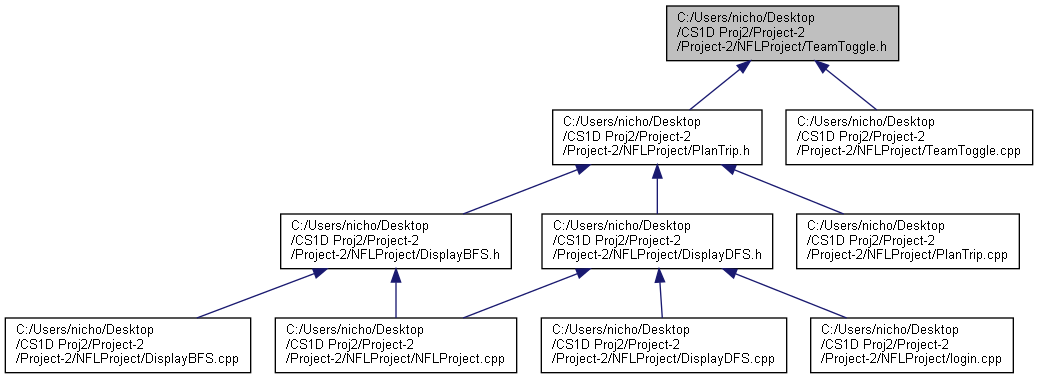 C:/Users/nicho/Desktop
/CS1D Proj2/Project-2
/Project-2/NFLProject/TeamToggle.h
C:/Users/nicho/Desktop
/CS1D Proj2/Project-2
/Project-2/NFLProject/PlanTrip.h
C:/Users/nicho/Desktop
/CS1D Proj2/Project-2
/Project-2/NFLProject/TeamToggle.cpp
C:/Users/nicho/Desktop
/CS1D Proj2/Project-2
/Project-2/NFLProject/DisplayBFS.h
C:/Users/nicho/Desktop
/CS1D Proj2/Project-2
/Project-2/NFLProject/DisplayDFS.h
C:/Users/nicho/Desktop
/CS1D Proj2/Project-2
/Project-2/NFLProject/PlanTrip.cpp
C:/Users/nicho/Desktop
/CS1D Proj2/Project-2
/Project-2/NFLProject/DisplayBFS.cpp
C:/Users/nicho/Desktop
/CS1D Proj2/Project-2
/Project-2/NFLProject/NFLProject.cpp
C:/Users/nicho/Desktop
/CS1D Proj2/Project-2
/Project-2/NFLProject/DisplayDFS.cpp
C:/Users/nicho/Desktop
/CS1D Proj2/Project-2
/Project-2/NFLProject/login.cpp